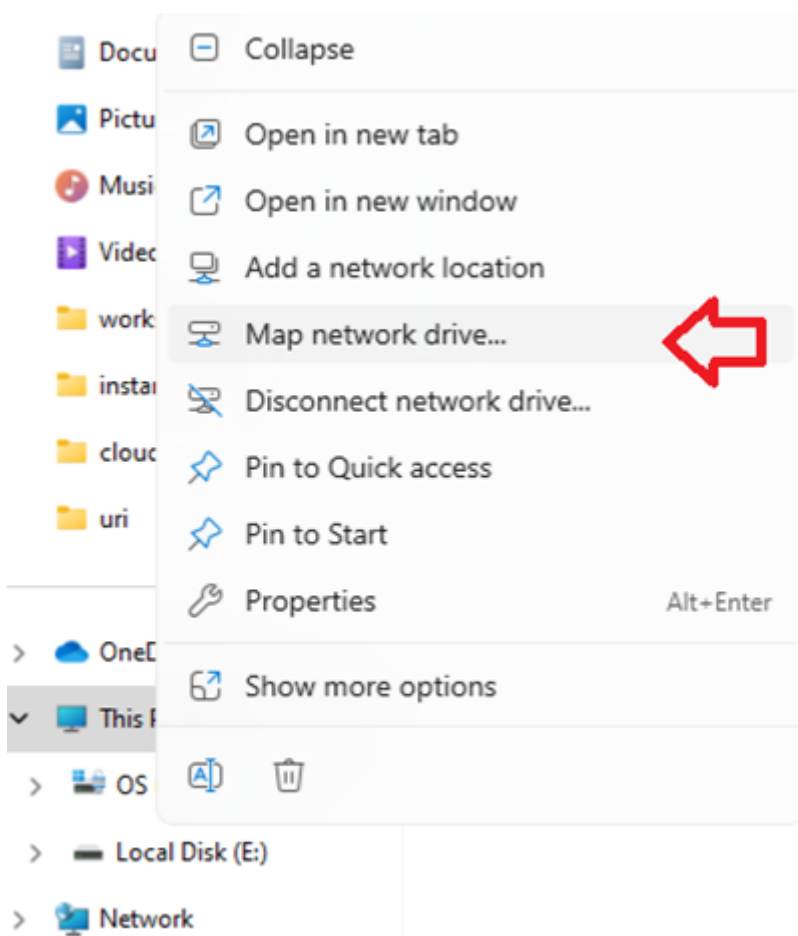 Docu
Collapse
Pictu
Open in new tab
Musi
Open in new window
Videc
Add a network location
work
Map network drive...
instar
Disconnect network drive...
cloud
Pin to Quick access
uri
Pin to Start
Properties Alt+Enter
OneD
Show more options
This P
OS
Local Disk (E:)
Network